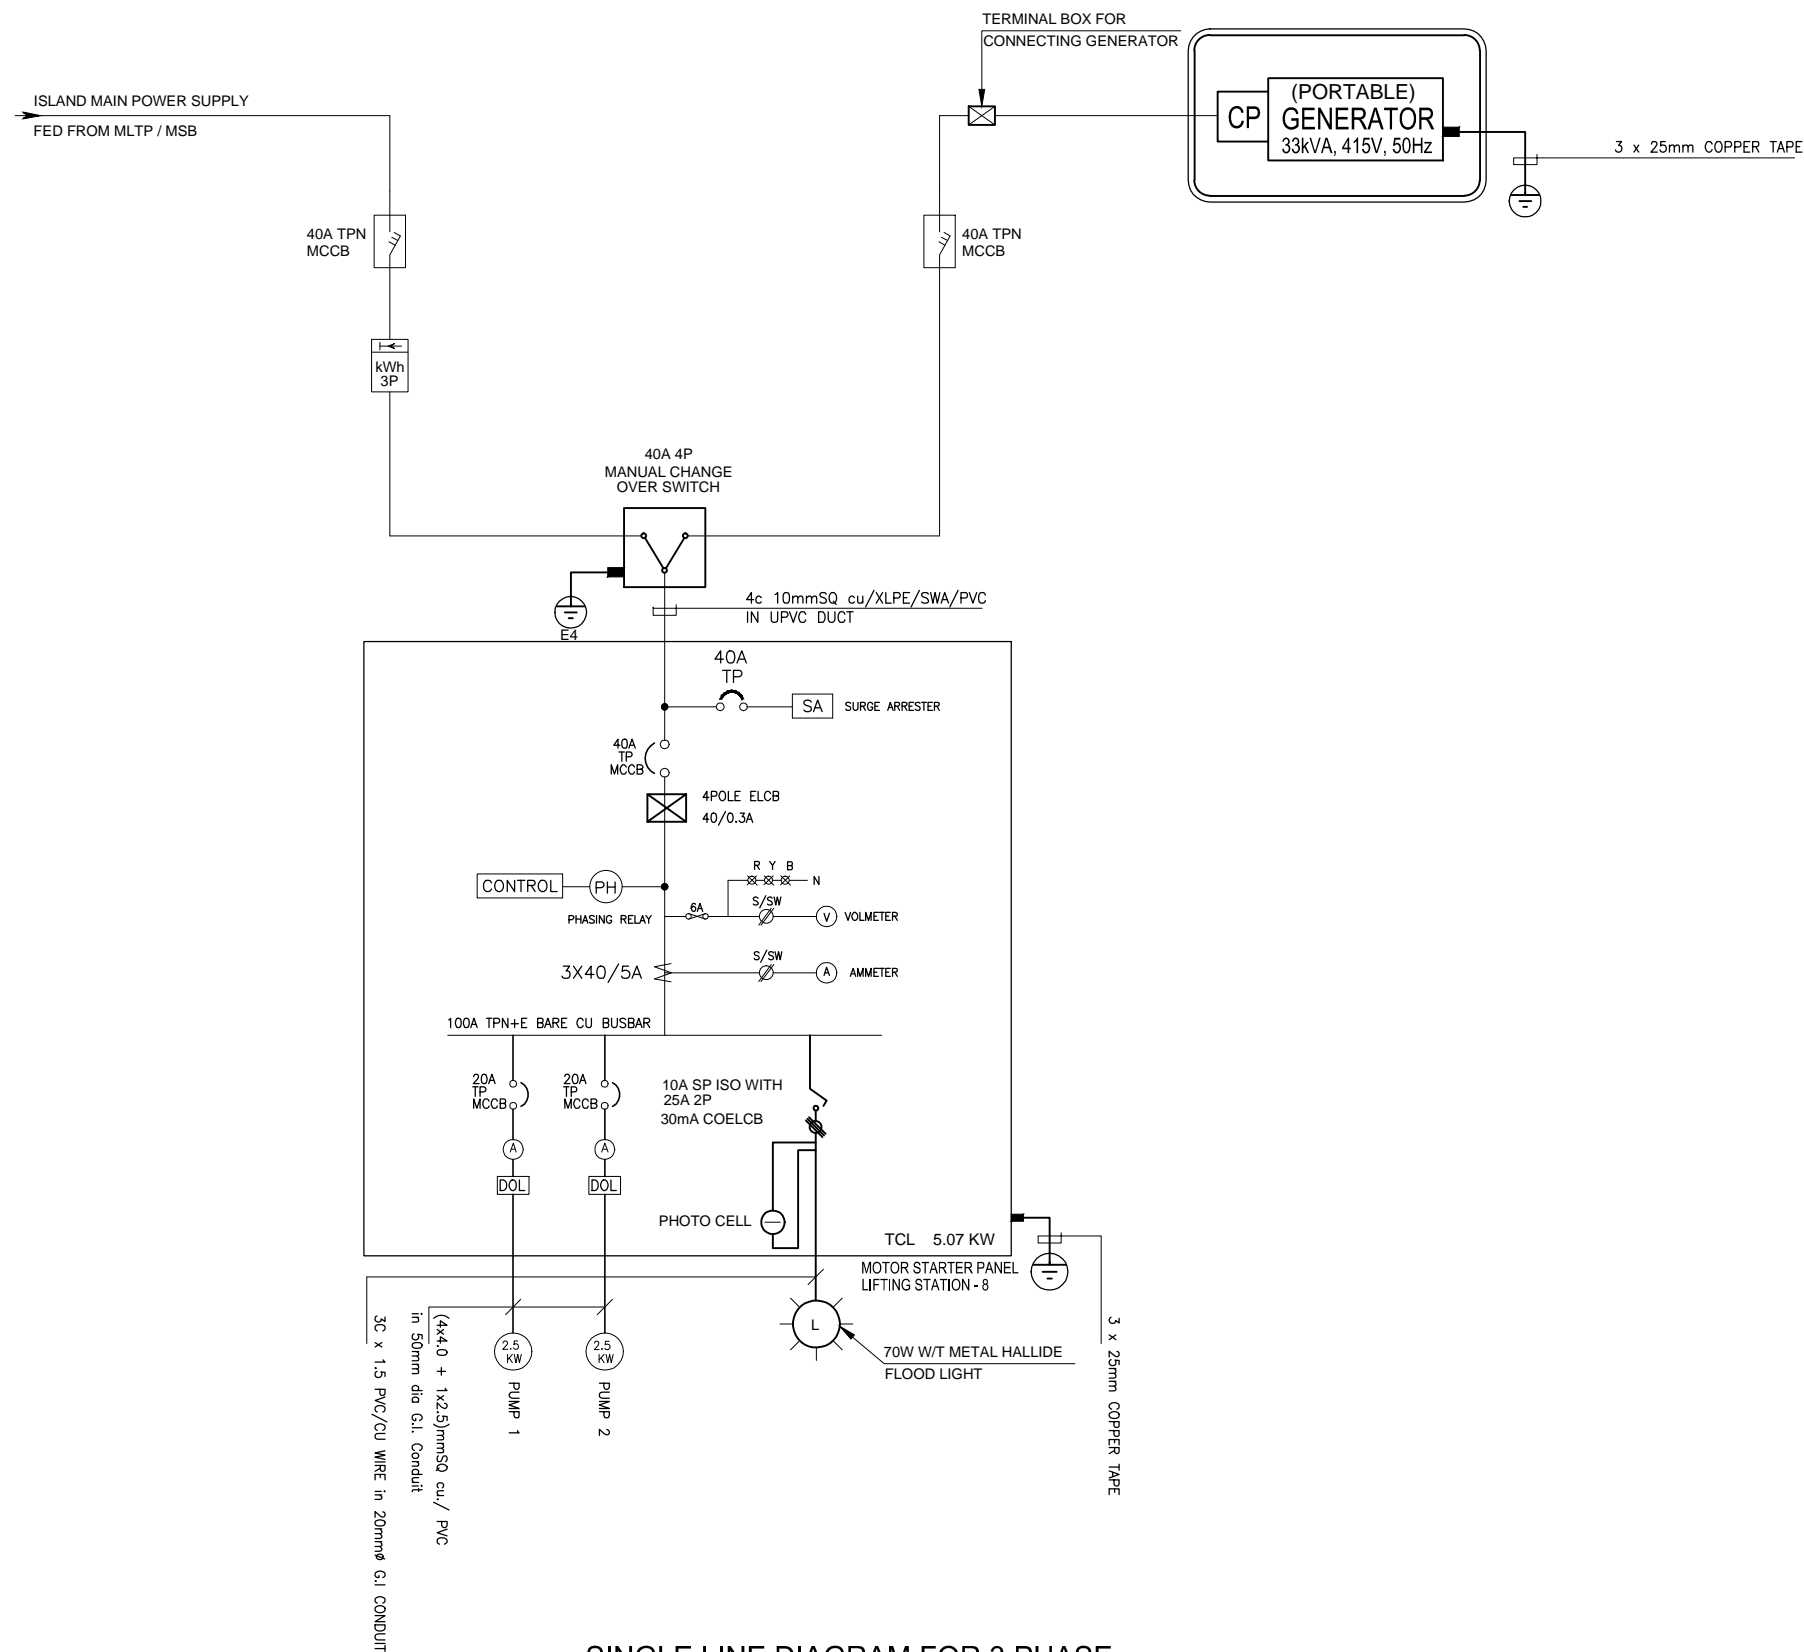 TERMINAL BOX FOR
CONNECTING GENERATOR
ISLAND MAIN POWER SUPPLY
FED FROM MLTP / MSB
CP
(PORTABLE)
GENERATOR
33kVA, 415V, 50Hz
3 x 25mm COPPER TAPE
40A TPN
MCCB
40A TPN
MCCB
kWh
3P
40A 4P
MANUAL CHANGE
OVER SWITCH
4c 10mmSQ cu/XLPE/SWA/PVC
IN UPVC DUCT
E4
40A
TP
SA
SURGE ARRESTER
40A
TP
MCCB
4POLE ELCB
40/0.3A
R Y B
N
CONTROL
PH
PHASING RELAY
6A
S/SW
V
VOLMETER
3X40/5A
S/SW
A
AMMETER
100A TPN+E BARE CU BUSBAR
20A
TP
MCCB
20A
TP
MCCB
10A SP ISO WITH
25A 2P
30mA COELCB
A
A
DOL
DOL
PHOTO CELL
TCL 5.07 KW
MOTOR STARTER PANEL
LIFTING STATION - 8
3C x 1.5 PVC/CU WIRE in 20mmø G.I CONDUIT
(4x4.0 + 1x2.5)mmSQ cu./ PVC
in 50mm dia G.I. Conduit
2.5
KW
PUMP 1
2.5
KW
PUMP 2
L
70W W/T METAL HALLIDE
FLOOD LIGHT
3 x 25mm COPPER TAPE
SINGLE LINE DIAGRAM FOR 3 PHASE